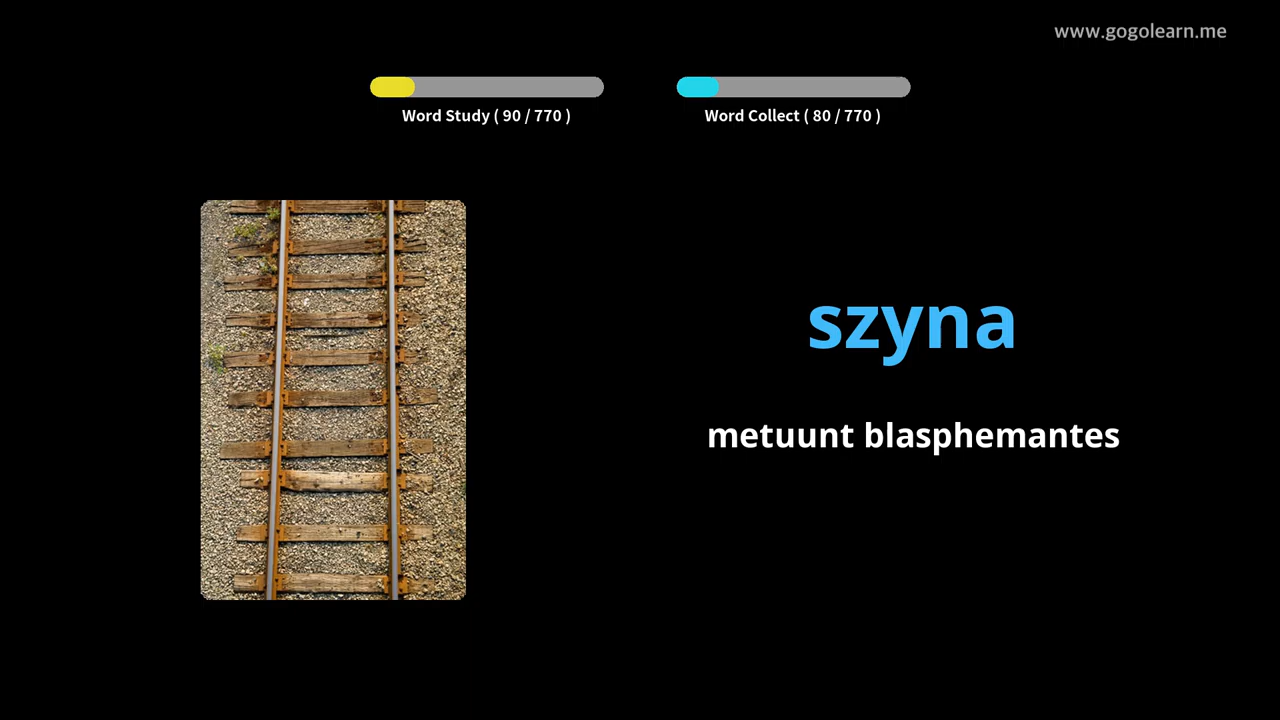 www.gogolearn.me
Word Study ( 90 / 770 )
Word Collect ( 80 / 770 )
szyna
metuunt blasphemantes